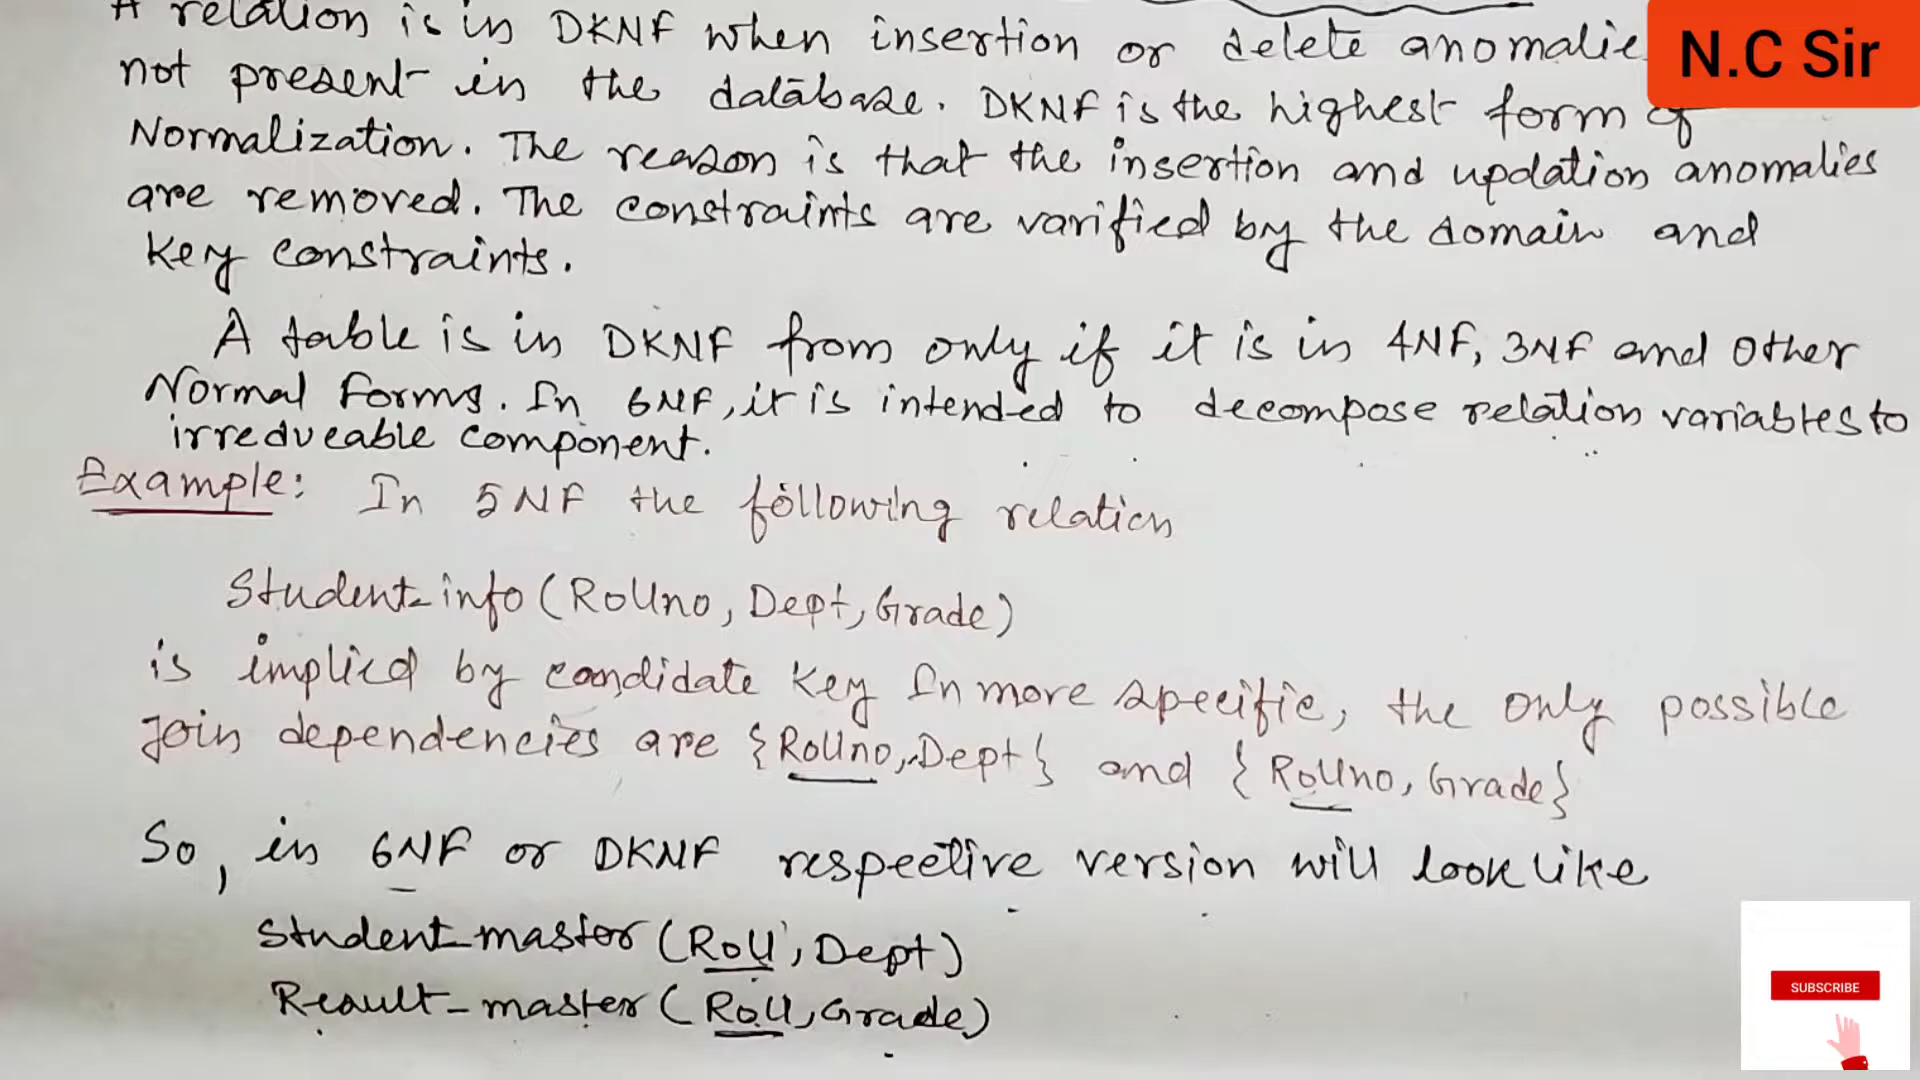 A relation is in DKNF when insertion or delete anomalie
N.C Sir
not present in the database. DKNF is the highest form of
Normalization. The reason is that the insertion and updation anomalies
are removed. The constraints are varified by the domain and
Key constraints.
A table is in DKNF from only if it is in 4NF, 3NF and Other
Normal Forms. In 6NF, it is intended to decompose relation variables to
irredueable component.
Example: In 5NF the following relation
Student_info (Rollno, Dept, Grade)
is implied by candidate key In more specific, the only possible
Join dependencies are {Rollno, Dept} and {Rollno, Grade}
So, in 6NF or DKNF respective version will look like
Student_master (Roll, Dept)
Result_master (Roll, Grade)
SUBSCRIBE